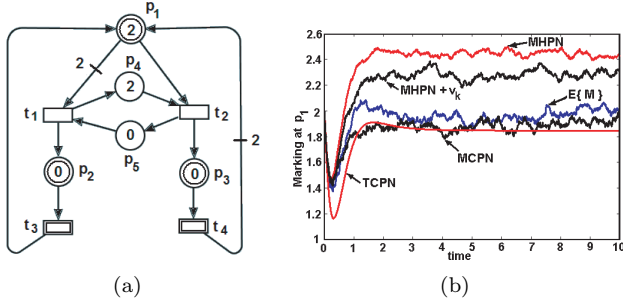 p1
2
2
p4
2
t1
t2
0
p5
p2
0
0
p3
2
t3
t4
(a)
Marking at p1
2.6
2.4
2.2
2
1.8
1.6
1.4
1.2
1
0 1 2 3 4 5 6 7 8 9 10
time
MHPN
MHPN + vk
E{ M }
MCPN
TCPN
(b)